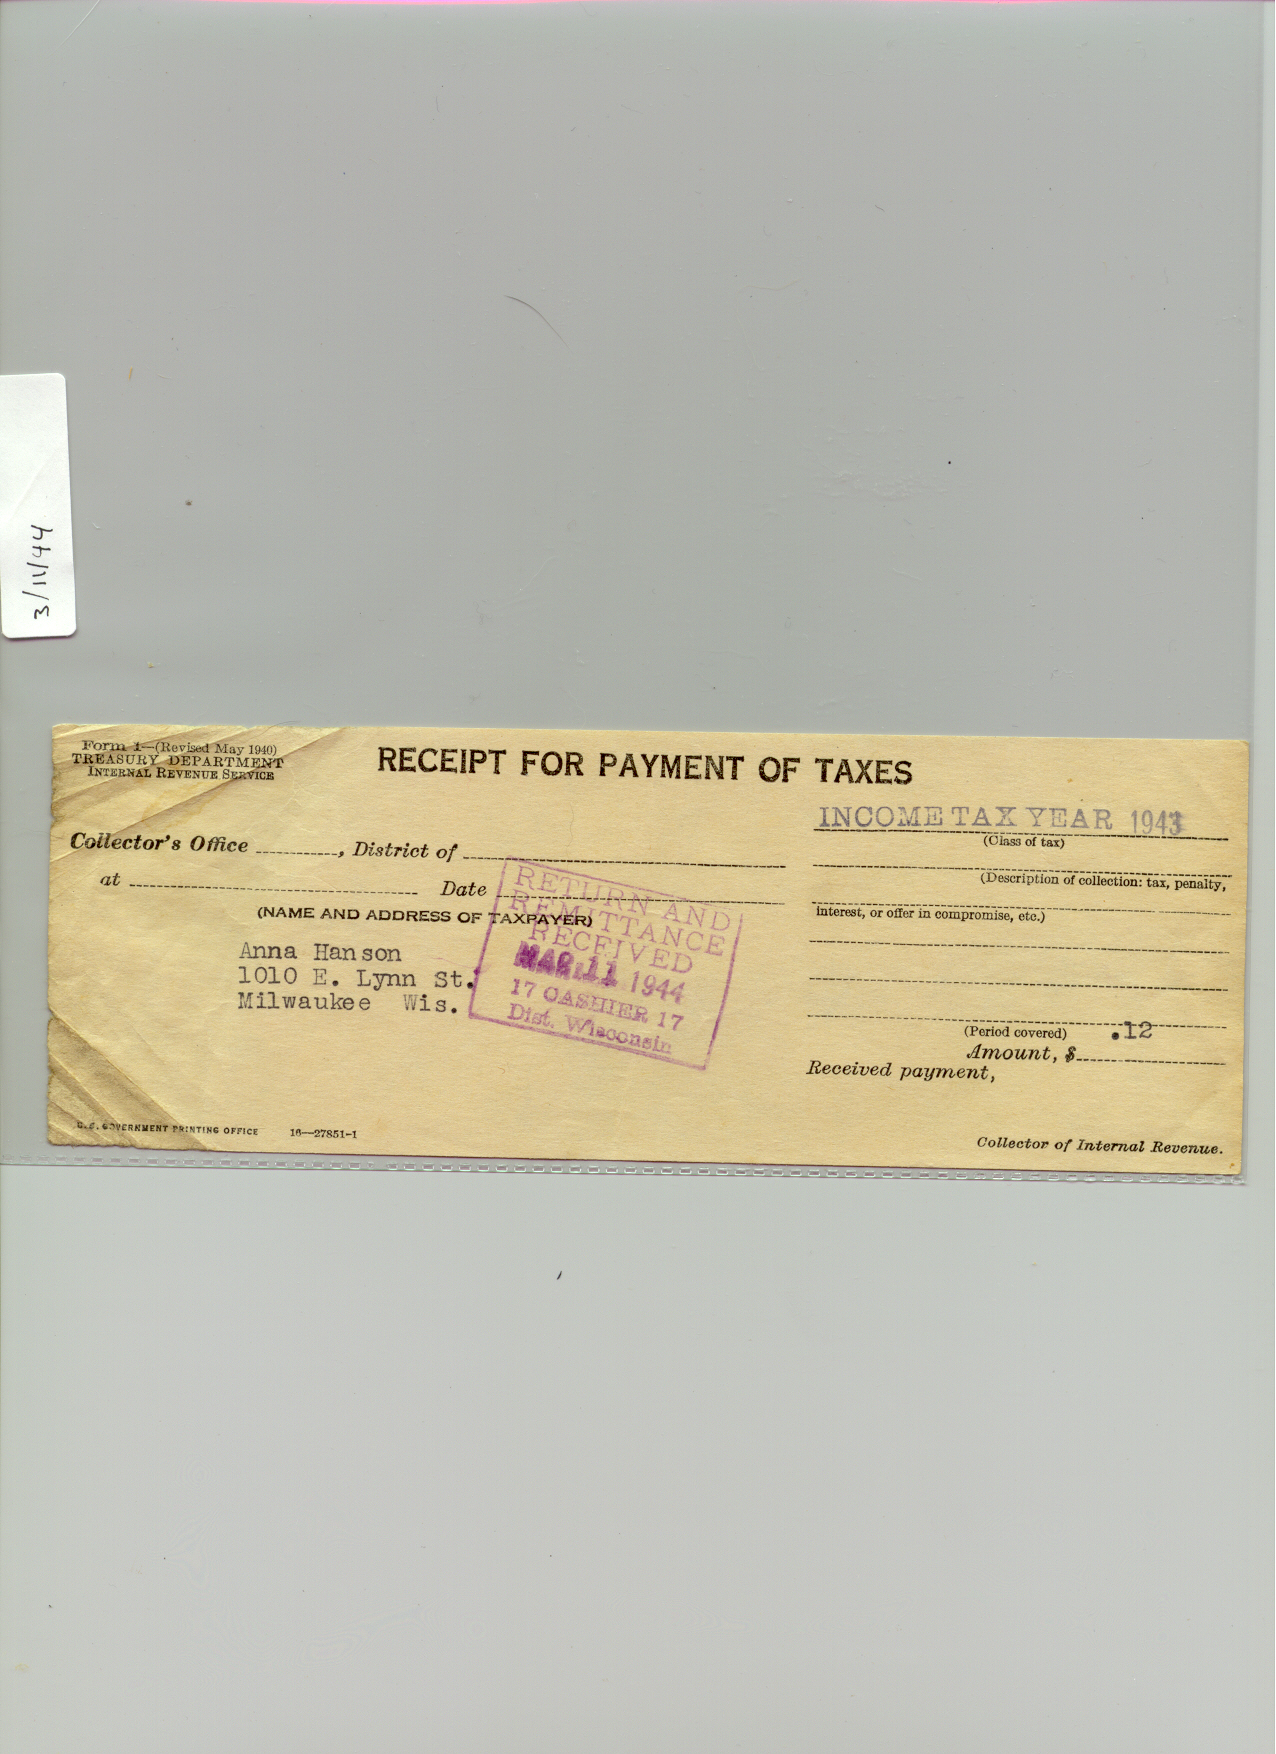 3/11/44
Form 1—(Revised May 1940)
TREASURY DEPARTMENT
INTERNAL REVENUE SERVICE
RECEIPT FOR PAYMENT OF TAXES
INCOME TAX YEAR 1943
(Class of tax)
Collector's Office ..........., District of
at
Date
(Description of collection: tax, penalty,
interest, or offer in compromise, etc.)
(NAME AND ADDRESS OF TAXPAYER)
Anna Hanson
1010 E. Lynn St.
Milwaukee Wis.
RETURN AND
REMITTANCE
RECEIVED
MAR 11 1944
17 CASHIER 17
Dist. Wisconsin
(Period covered)
.12
Amount, $
Received payment,
U.S. GOVERNMENT PRINTING OFFICE 16—27851-1
Collector of Internal Revenue.